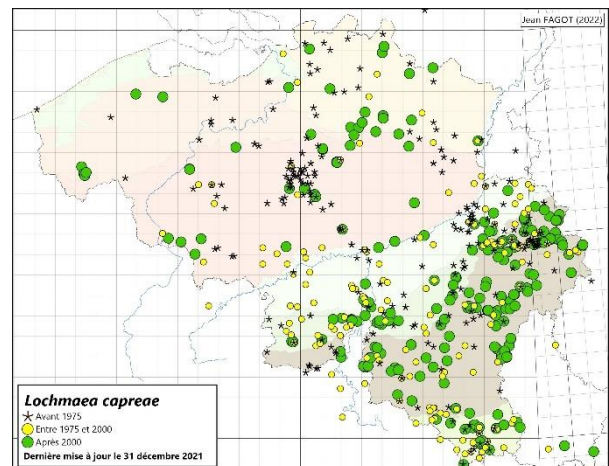 Jean FAGOT (2022)
Lochmaea capreae
Avant 1975
Entre 1975 et 2000
Après 2000
Dernière mise à jour le 31 décembre 2021